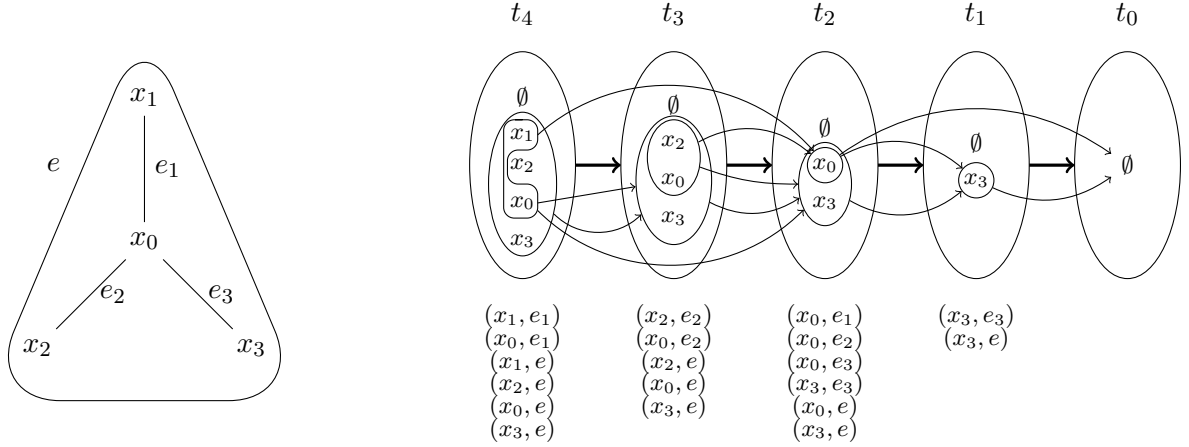 t₄ t₃ t₂ t₁ t₀
x₁
e e₁
x₀
e₂ e₃
x₂ x₃
∅
x₁
x₂
x₀
x₃
∅
x₂
x₀
x₃
∅
x₀
x₃
∅
x₃
∅
(x₁, e₁)
(x₀, e₁)
(x₁, e)
(x₂, e)
(x₀, e)
(x₃, e)
(x₂, e₂)
(x₀, e₂)
(x₂, e)
(x₀, e)
(x₃, e)
(x₀, e₁)
(x₀, e₂)
(x₀, e₃)
(x₃, e₃)
(x₀, e)
(x₃, e)
(x₃, e₃)
(x₃, e)